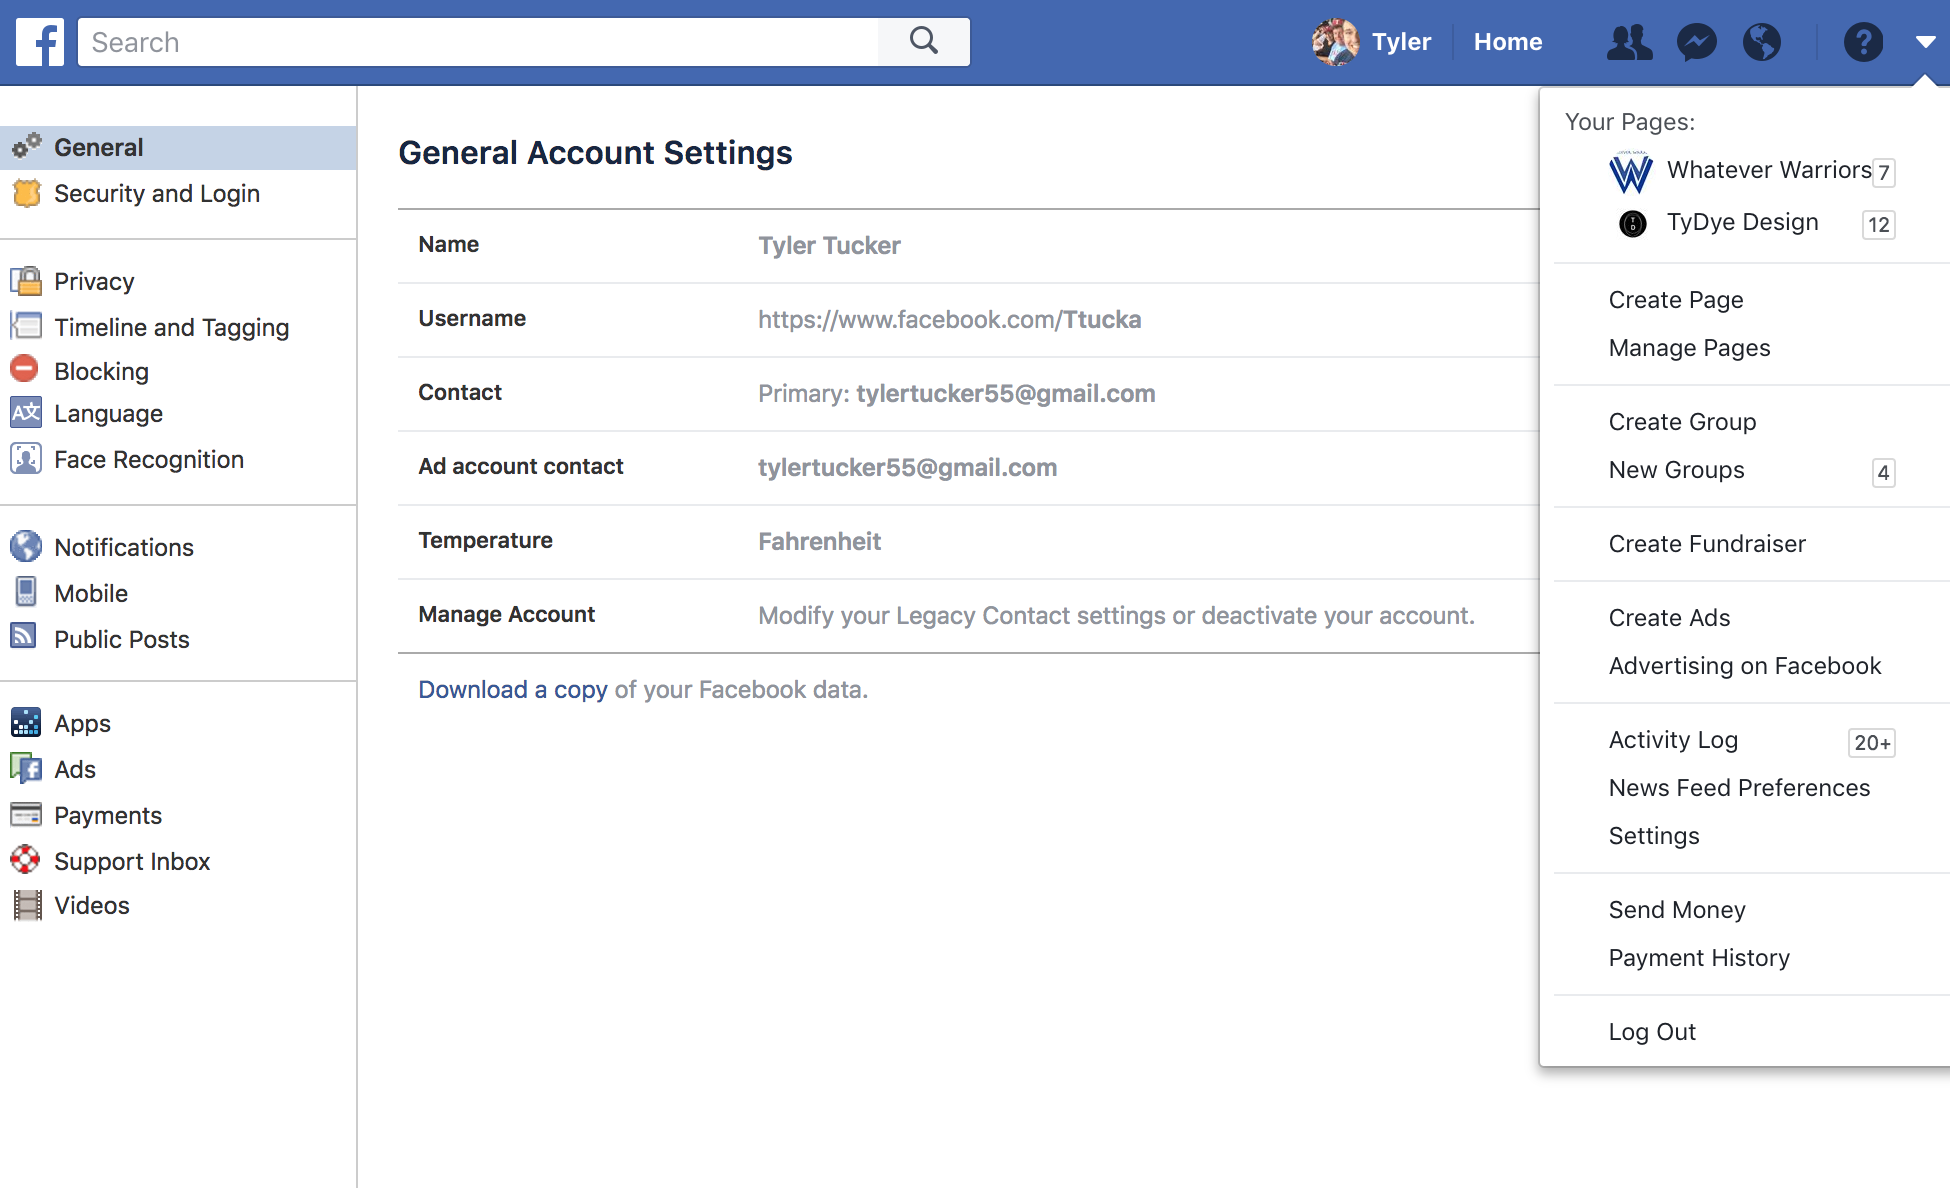 Search
Tyler
Home
General
Security and Login
Privacy
Timeline and Tagging
Blocking
Language
Face Recognition
Notifications
Mobile
Public Posts
Apps
Ads
Payments
Support Inbox
Videos
General Account Settings
Name Tyler Tucker
Username https://www.facebook.com/Ttucka
Contact Primary: tylertucker55@gmail.com
Ad account contact tylertucker55@gmail.com
Temperature Fahrenheit
Manage Account Modify your Legacy Contact settings or deactivate your account.
Download a copy of your Facebook data.
Your Pages:
Whatever Warriors 7
TyDye Design 12
Create Page
Manage Pages
Create Group
New Groups 4
Create Fundraiser
Create Ads
Advertising on Facebook
Activity Log 20+
News Feed Preferences
Settings
Send Money
Payment History
Log Out